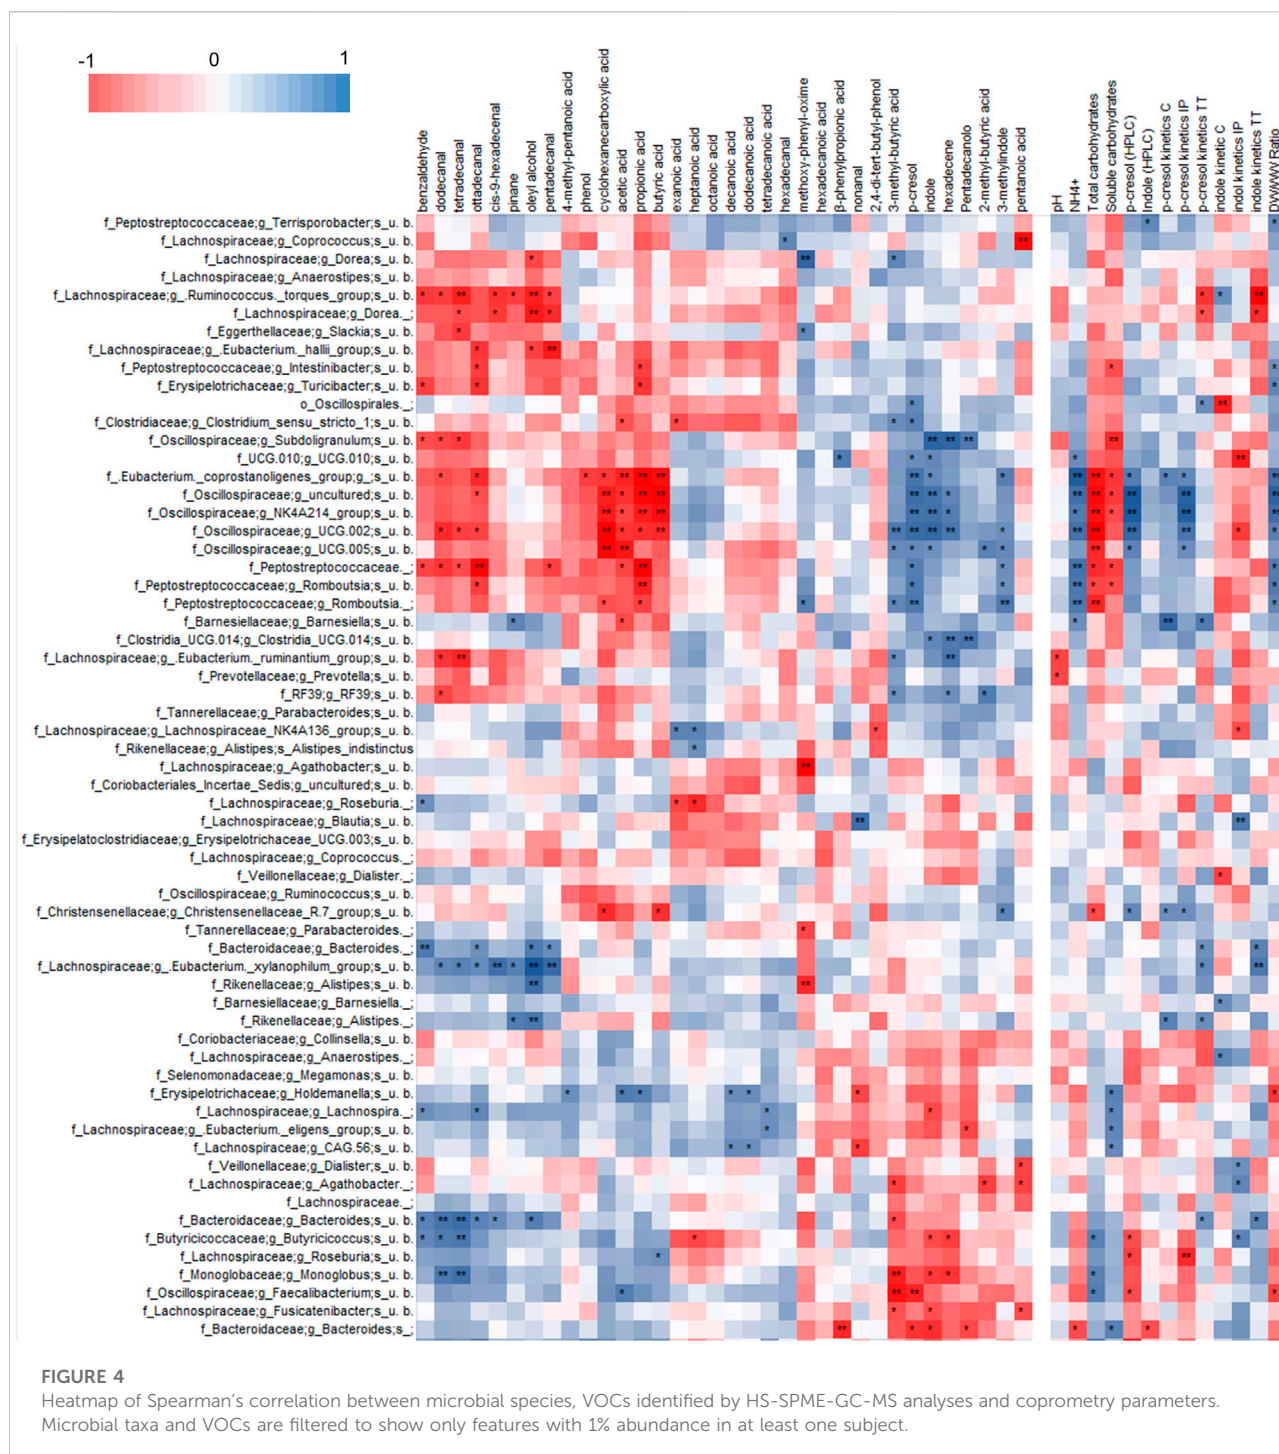 -1 0 1
benzaldehyde
dodecanal
tetradecanal
ottadecanal
cis-9-hexadecenal
pinane
oleyl alcohol
pentadecanal
4-methyl-pentanoic acid
phenol
cyclohexanecarboxylic acid
acetic acid
propionic acid
butyric acid
exanoic acid
heptanoic acid
octanoic acid
decanoic acid
dodecanoic acid
tetradecanoic acid
hexadecanal
methoxy-phenyl-oxime
hexadecanoic acid
β-phenylpropionic acid
nonanal
2,4-di-tert-butyl-phenol
3-methyl-butyric acid
p-cresol
indole
hexadecene
Pentadecanolo
2-methyl-butyric acid
3-methylindole
pentanoic acid
pH
NH4+
Total carbohydrates
Soluble carbohydrates
p-cresol (HPLC)
Indole (HPLC)
p-cresol kinetics C
p-cresol kinetics IP
p-cresol kinetics TT
indole kinetic C
indol kinetics IP
indole kinetics TT
DW/WW Ratio
f_Peptostreptococcaceae;g_Terrisporobacter;s_u. b.
f_Lachnospiraceae;g_Coprococcus;s_u. b.
f_Lachnospiraceae;g_Dorea;s_u. b.
f_Lachnospiraceae;g_Anaerostipes;s_u. b.
f_Lachnospiraceae;g_.Ruminococcus._torques_group;s_u. b.
f_Lachnospiraceae;g_Dorea._;
f_Eggerthellaceae;g_Slackia;s_u. b.
f_Lachnospiraceae;g_.Eubacterium._hallii_group;s_u. b.
f_Peptostreptococcaceae;g_Intestinibacter;s_u. b.
f_Erysipelotrichaceae;g_Turicibacter;s_u. b.
o_Oscillospirales._;
f_Clostridiaceae;g_Clostridium_sensu_stricto_1;s_u. b.
f_Oscillospiraceae;g_Subdoligranulum;s_u. b.
f_UCG.010;g_UCG.010;s_u. b.
f_.Eubacterium._coprostanoligenes_group;g_;s_u. b.
f_Oscillospiraceae;g_uncultured;s_u. b.
f_Oscillospiraceae;g_NK4A214_group;s_u. b.
f_Oscillospiraceae;g_UCG.002;s_u. b.
f_Oscillospiraceae;g_UCG.005;s_u. b.
f_Peptostreptococcaceae._;
f_Peptostreptococcaceae;g_Romboutsia;s_u. b.
f_Peptostreptococcaceae;g_Romboutsia._;
f_Barnesiellaceae;g_Barnesiella;s_u. b.
f_Clostridia_UCG.014;g_Clostridia_UCG.014;s_u. b.
f_Lachnospiraceae;g_.Eubacterium._ruminantium_group;s_u. b.
f_Prevotellaceae;g_Prevotella;s_u. b.
f_RF39;g_RF39;s_u. b.
f_Tannerellaceae;g_Parabacteroides;s_u. b.
f_Lachnospiraceae;g_Lachnospiraceae_NK4A136_group;s_u. b.
f_Rikenellaceae;g_Alistipes;s_Alistipes_indistinctus
f_Lachnospiraceae;g_Agathobacter;s_u. b.
f_Coriobacteriales_Incertae_Sedis;g_uncultured;s_u. b.
f_Lachnospiraceae;g_Roseburia._;
f_Lachnospiraceae;g_Blautia;s_u. b.
f_Erysipelatoclostridiaceae;g_Erysipelotrichaceae_UCG.003;s_u. b.
f_Lachnospiraceae;g_Coprococcus._;
f_Veillonellaceae;g_Dialister._;
f_Oscillospiraceae;g_Ruminococcus;s_u. b.
f_Christensenellaceae;g_Christensenellaceae_R.7_group;s_u. b.
f_Tannerellaceae;g_Parabacteroides._;
f_Bacteroidaceae;g_Bacteroides._;
f_Lachnospiraceae;g_.Eubacterium._xylanophilum_group;s_u. b.
f_Rikenellaceae;g_Alistipes;s_u. b.
f_Barnesiellaceae;g_Barnesiella._;
f_Rikenellaceae;g_Alistipes._;
f_Coriobacteriaceae;g_Collinsella;s_u. b.
f_Lachnospiraceae;g_Anaerostipes._;
f_Selenomonadaceae;g_Megamonas;s_u. b.
f_Erysipelotrichaceae;g_Holdemanella;s_u. b.
f_Lachnospiraceae;g_Lachnospira._;
f_Lachnospiraceae;g_.Eubacterium._eligens_group;s_u. b.
f_Lachnospiraceae;g_CAG.56;s_u. b.
f_Veillonellaceae;g_Dialister;s_u. b.
f_Lachnospiraceae;g_Agathobacter._;
f_Lachnospiraceae._;
f_Bacteroidaceae;g_Bacteroides;s_u. b.
f_Butyricicoccaceae;g_Butyricicoccus;s_u. b.
f_Lachnospiraceae;g_Roseburia;s_u. b.
f_Monoglobaceae;g_Monoglobus;s_u. b.
f_Oscillospiraceae;g_Faecalibacterium;s_u. b.
f_Lachnospiraceae;g_Fusicatenibacter;s_u. b.
f_Bacteroidaceae;g_Bacteroides;s_;
FIGURE 4
Heatmap of Spearman's correlation between microbial species, VOCs identified by HS-SPME-GC-MS analyses and coprometry parameters.
Microbial taxa and VOCs are filtered to show only features with 1% abundance in at least one subject.